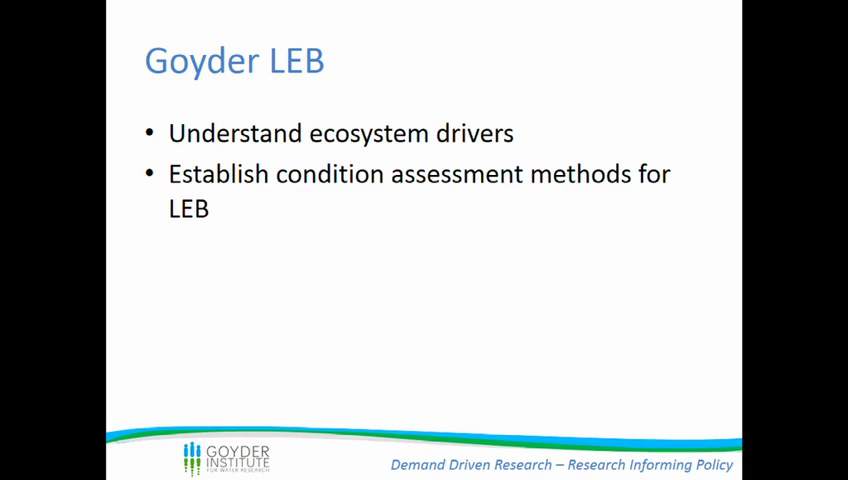 Goyder LEB
• Understand ecosystem drivers
• Establish condition assessment methods for
LEB
GOYDER
INSTITUTE
FOR WATER RESEARCH
Demand Driven Research – Research Informing Policy